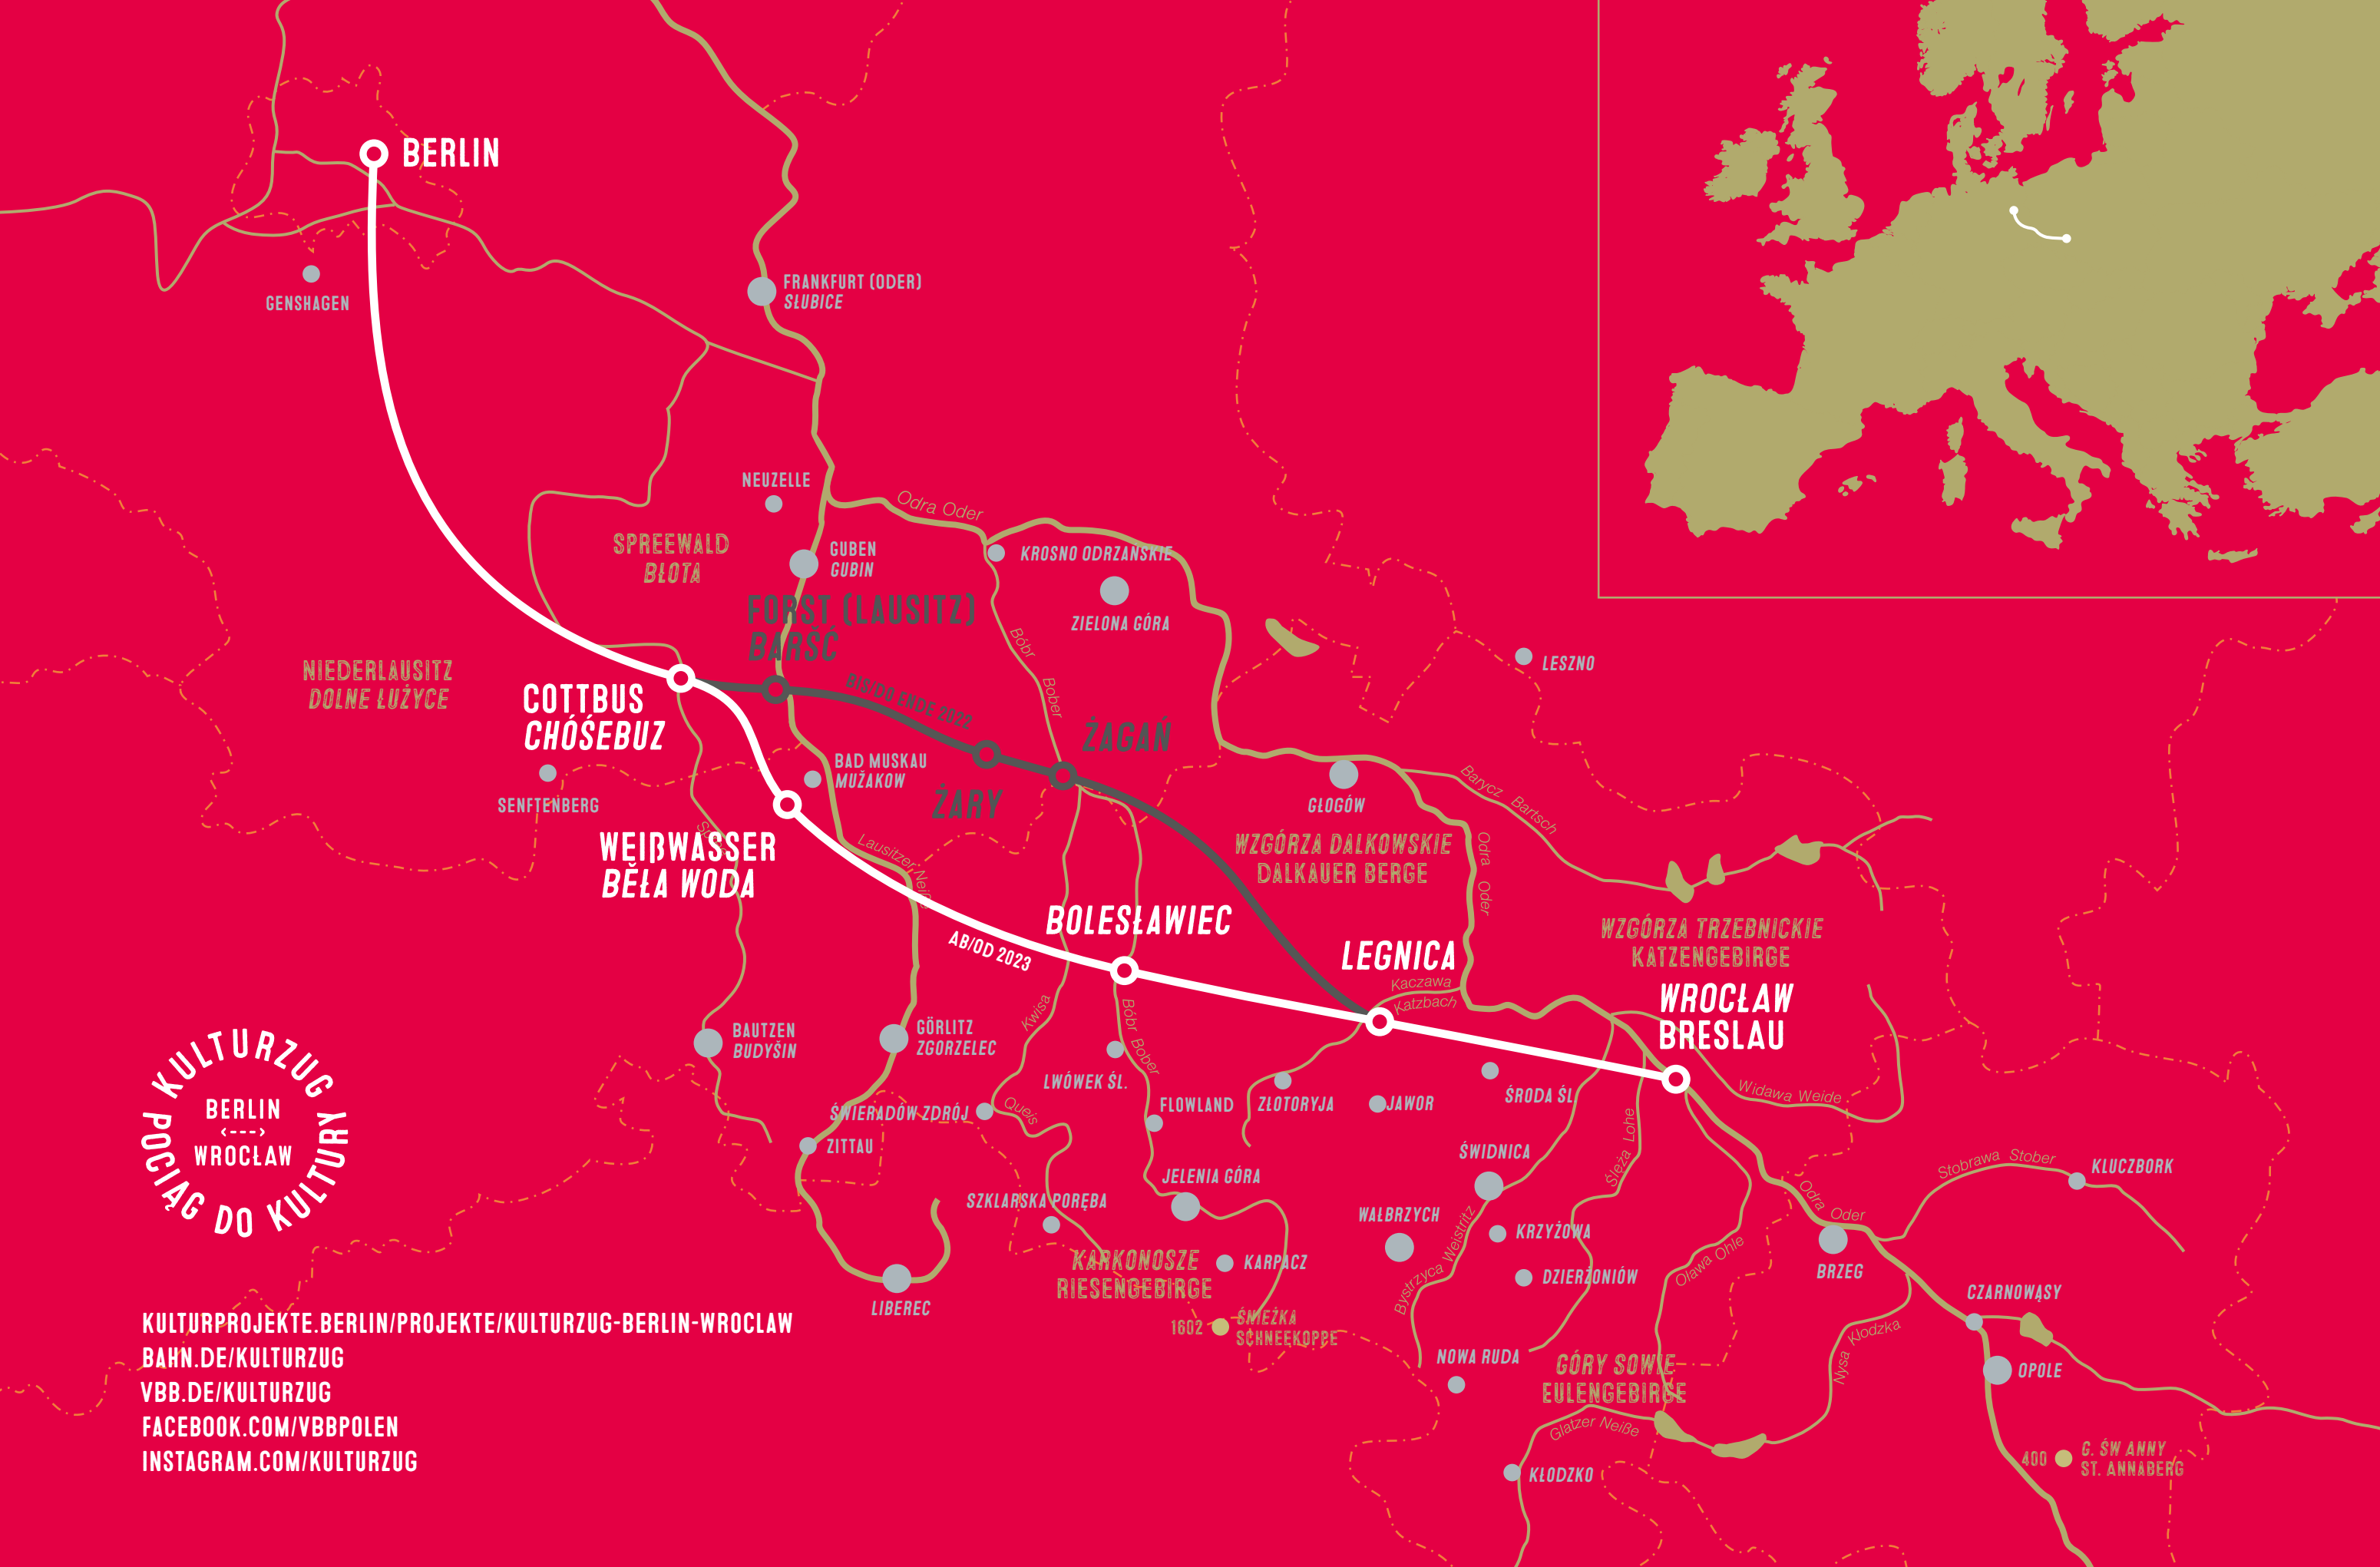 BERLIN
GENSHAGEN
FRANKFURT (ODER)
SŁUBICE
NEUZELLE
Odra Oder
SPREEWALD
BŁOTA
GUBEN
GUBIN
KROSNO ODRZAŃSKIE
ZIELONA GÓRA
FORST (LAUSITZ)
BARŠĆ
Bóbr
Bober
LESZNO
NIEDERLAUSITZ
DOLNE ŁUŻYCE
COTTBUS
CHÓŚEBUZ
BIS/DO ENDE 2022
ŻAGAŃ
BAD MUSKAU
MUŽAKOW
SENFTENBERG
ŻARY
GŁOGÓW
Barycz Bartsch
WEIßWASSER
BĚŁA WODA
Lausitzer Neiße
WZGÓRZA DALKOWSKIE
DALKAUER BERGE
Odra Oder
BOLESŁAWIEC
AB/OD 2023
LEGNICA
WZGÓRZA TRZEBNICKIE
KATZENGEBIRGE
Kaczawa
Katzbach
WROCŁAW
BRESLAU
BAUTZEN
BUDYŠIN
GÖRLITZ
ZGORZELEC
Kwisa
Bóbr Bober
LWÓWEK ŚL.
ŚRODA ŚL.
Widawa Weide
KULTURZUG
BERLIN
<--->
WROCŁAW
POCIĄG DO KULTURY
ŚWIERADÓW ZDRÓJ
Queis
FLOWLAND
ZŁOTORYJA
JAWOR
Ślęza Lohe
ZITTAU
ŚWIDNICA
Stobrawa Stober
KLUCZBORK
JELENIA GÓRA
SZKLARSKA PORĘBA
WAŁBRZYCH
Bystrzyca Weistritz
KRZYŻOWA
Odra Oder
KARKONOSZE
RIESENGEBIRGE
KARPACZ
DZIERŻONIÓW
Oława Ohle
BRZEG
LIBEREC
CZARNOWĄSY
1602
ŚNIEŻKA
SCHNEEKOPPE
Nysa Kłodzka
NOWA RUDA
GÓRY SOWIE
EULENGEBIRGE
OPOLE
Glatzer Neiße
KŁODZKO
400
G. ŚW ANNY
ST. ANNABERG
KULTURPROJEKTE.BERLIN/PROJEKTE/KULTURZUG-BERLIN-WROCLAW
BAHN.DE/KULTURZUG
VBB.DE/KULTURZUG
FACEBOOK.COM/VBBPOLEN
INSTAGRAM.COM/KULTURZUG